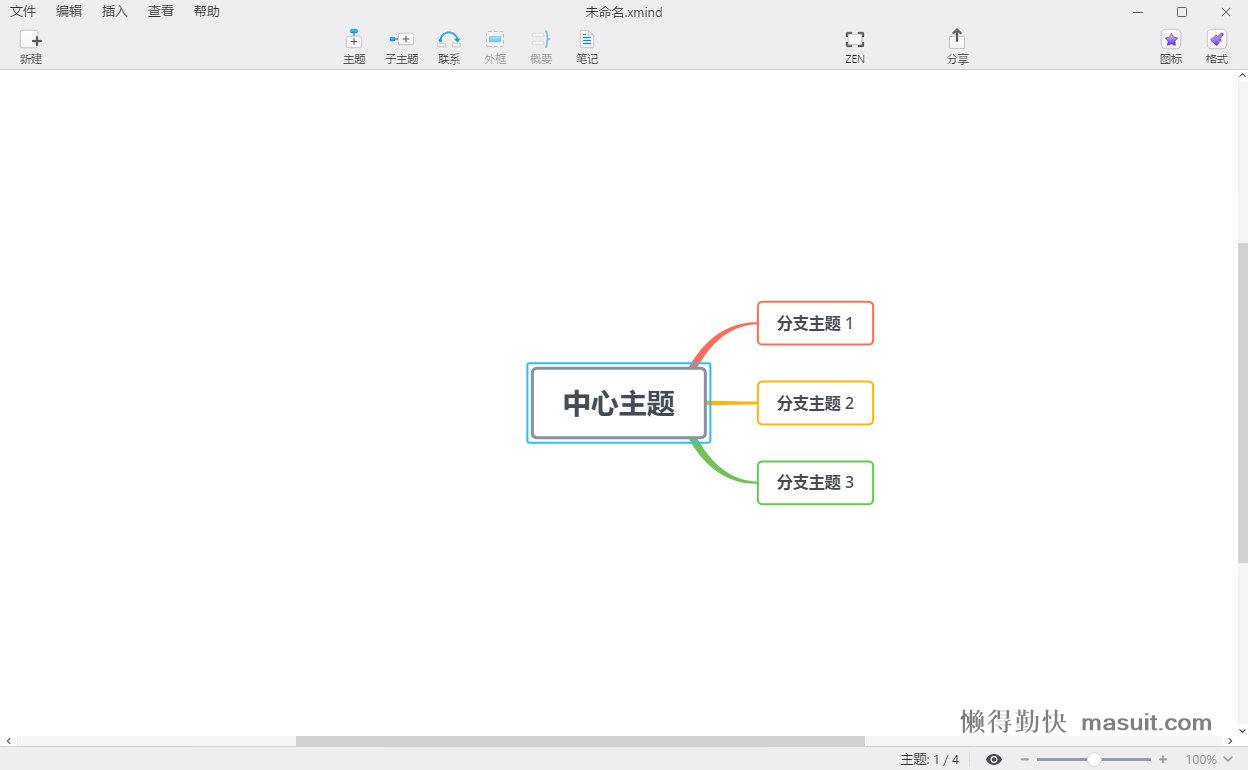 文件 编辑 插入 查看 帮助 未命名.xmind
新建 主题 子主题 联系 外框 概要 笔记 ZEN 分享 图标 格式
分支主题 1
中心主题
分支主题 2
分支主题 3
懒得勤快 masuit.com
主题: 1 / 4 100%